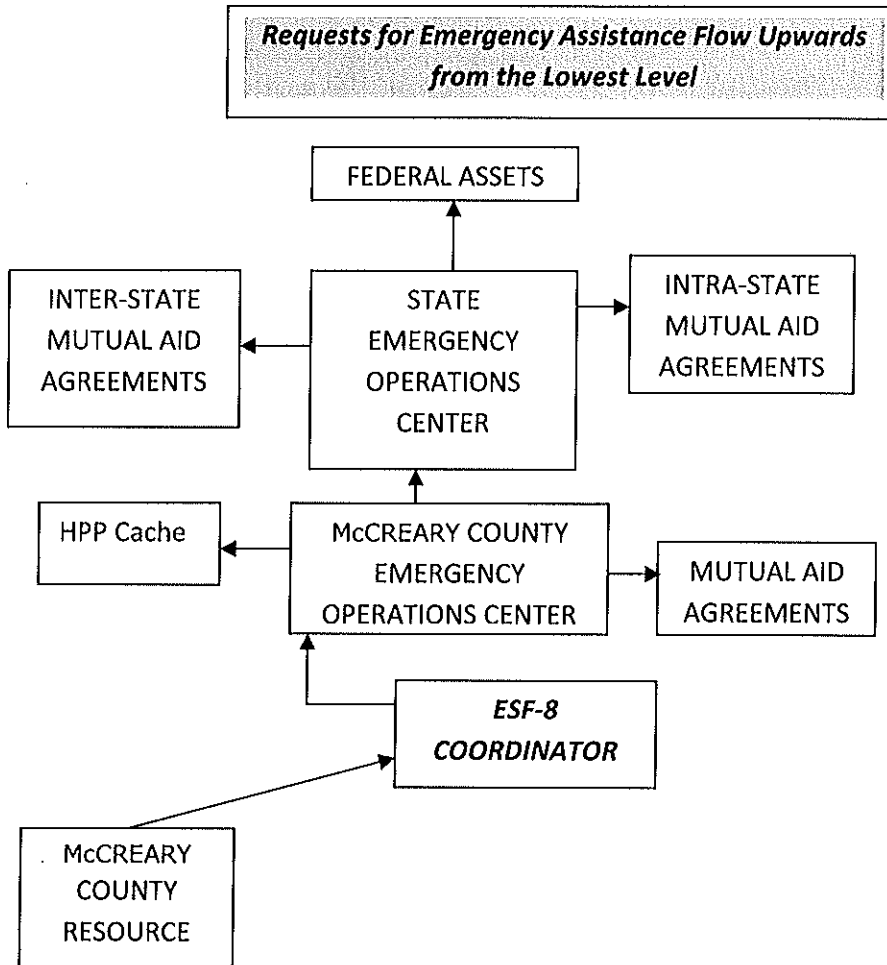 Requests for Emergency Assistance Flow Upwards
from the Lowest Level
FEDERAL ASSETS
INTER-STATE
MUTUAL AID
AGREEMENTS
STATE
EMERGENCY
OPERATIONS
CENTER
INTRA-STATE
MUTUAL AID
AGREEMENTS
HPP Cache
McCREARY COUNTY
EMERGENCY
OPERATIONS CENTER
MUTUAL AID
AGREEMENTS
ESF-8
COORDINATOR
McCREARY
COUNTY
RESOURCE